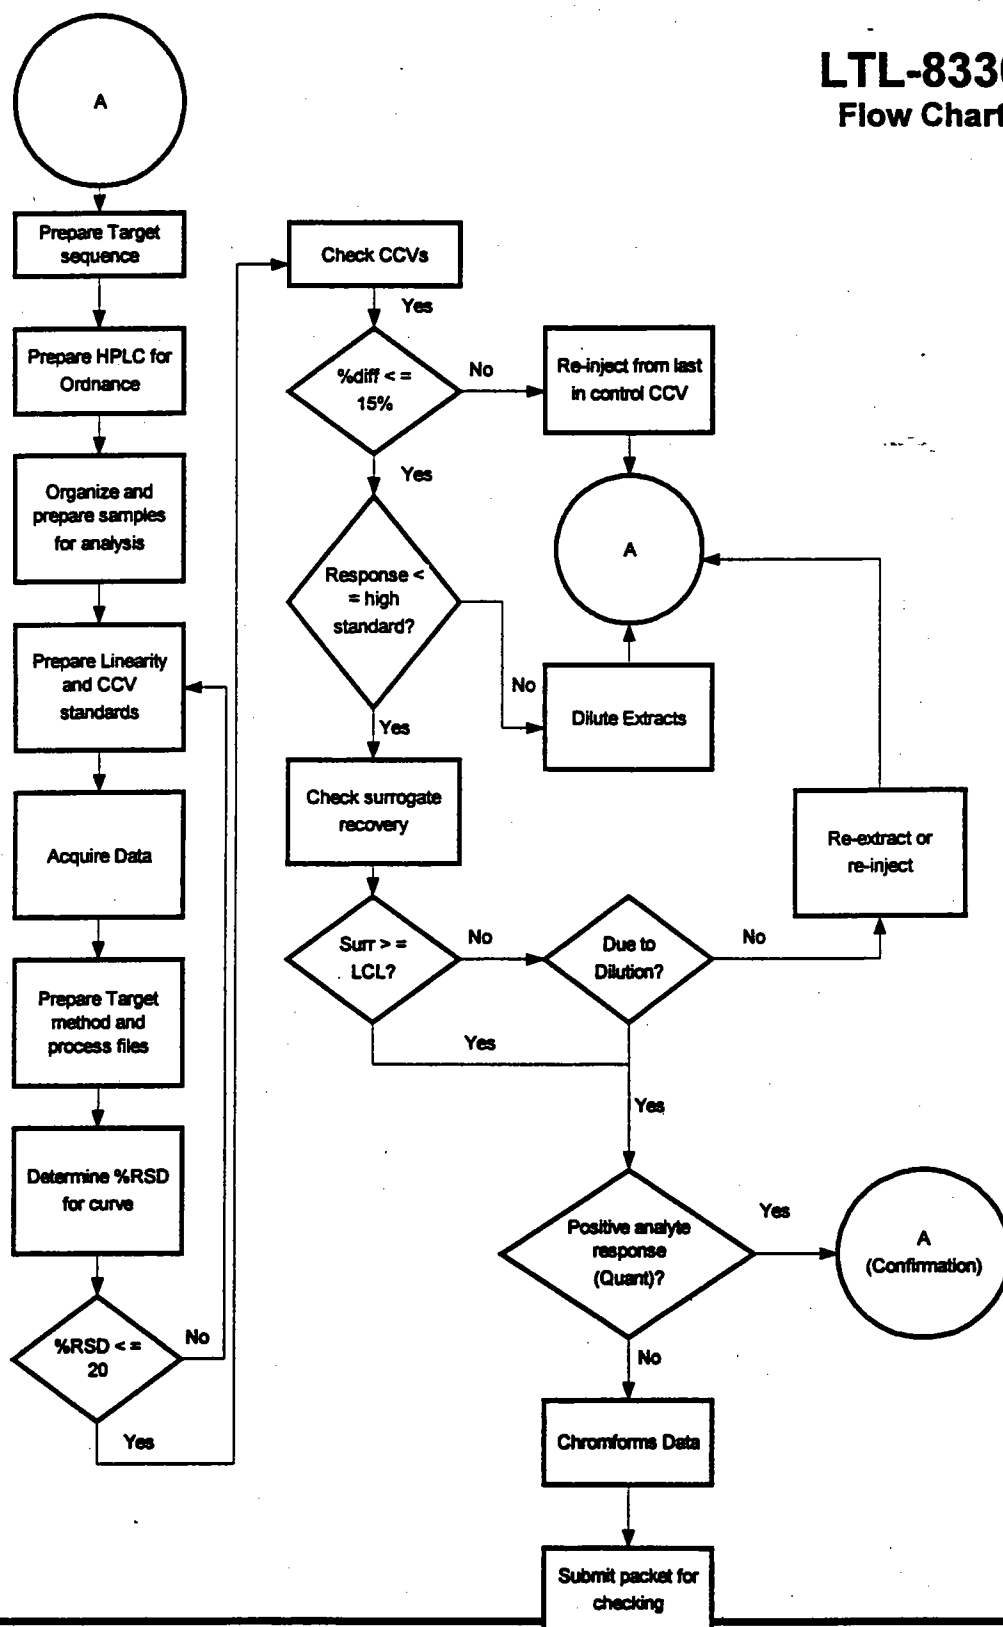 LTL-8330
Flow Chart
A
Prepare Target
sequence
Prepare HPLC for
Ordnance
Organize and
prepare samples
for analysis
Prepare Linearity
and CCV
standards
Acquire Data
Prepare Target
method and
process files
Determine %RSD
for curve
%RSD < =
20
No
Yes
Check CCVs
Yes
%diff < =
15%
No
Re-inject from last
in control CCV
Yes
A
Response <
= high
standard?
No
Dilute Extracts
Yes
Check surrogate
recovery
Re-extract or
re-inject
Surr > =
LCL?
No
Due to
Dilution?
No
Yes
Yes
Positive analyte
response
(Quant)?
Yes
A
(Confirmation)
No
Chromforms Data
Submit packet for
checking